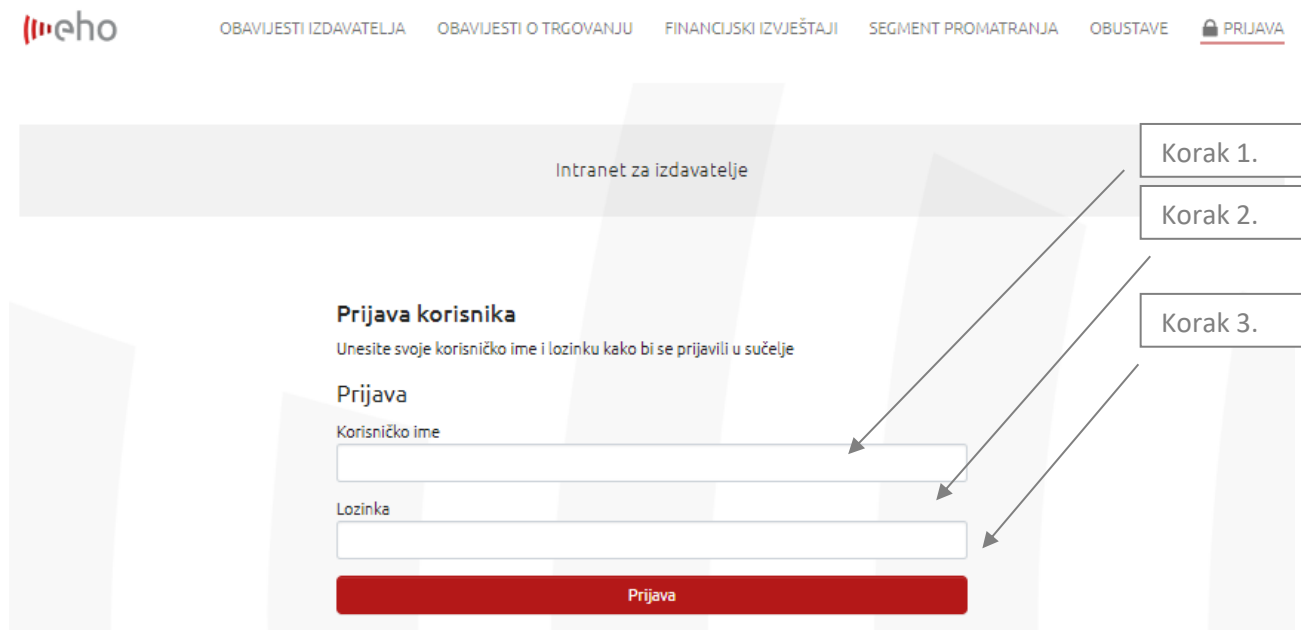 eho
OBAVIJESTI IZDAVATELJA OBAVIJESTI O TRGOVANJU FINANCIJSKI IZVJEŠTAJI SEGMENT PROMATRANJA OBUSTAVE PRIJAVA
Intranet za izdavatelje
Korak 1.
Korak 2.
Korak 3.
Prijava korisnika
Unesite svoje korisničko ime i lozinku kako bi se prijavili u sučelje
Prijava
Korisničko ime
Lozinka
Prijava